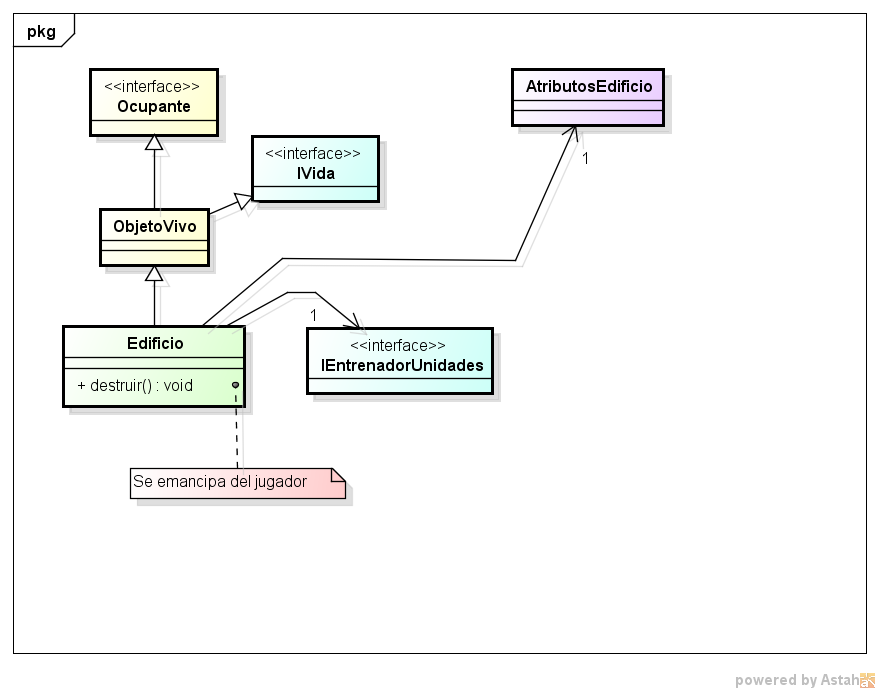 pkg
<<interface>>
Ocupante
AtributosEdificio
1
<<interface>>
IVida
ObjetoVivo
1
Edificio
+ destruir() : void
<<interface>>
IEntrenadorUnidades
Se emancipa del jugador
powered by Astah